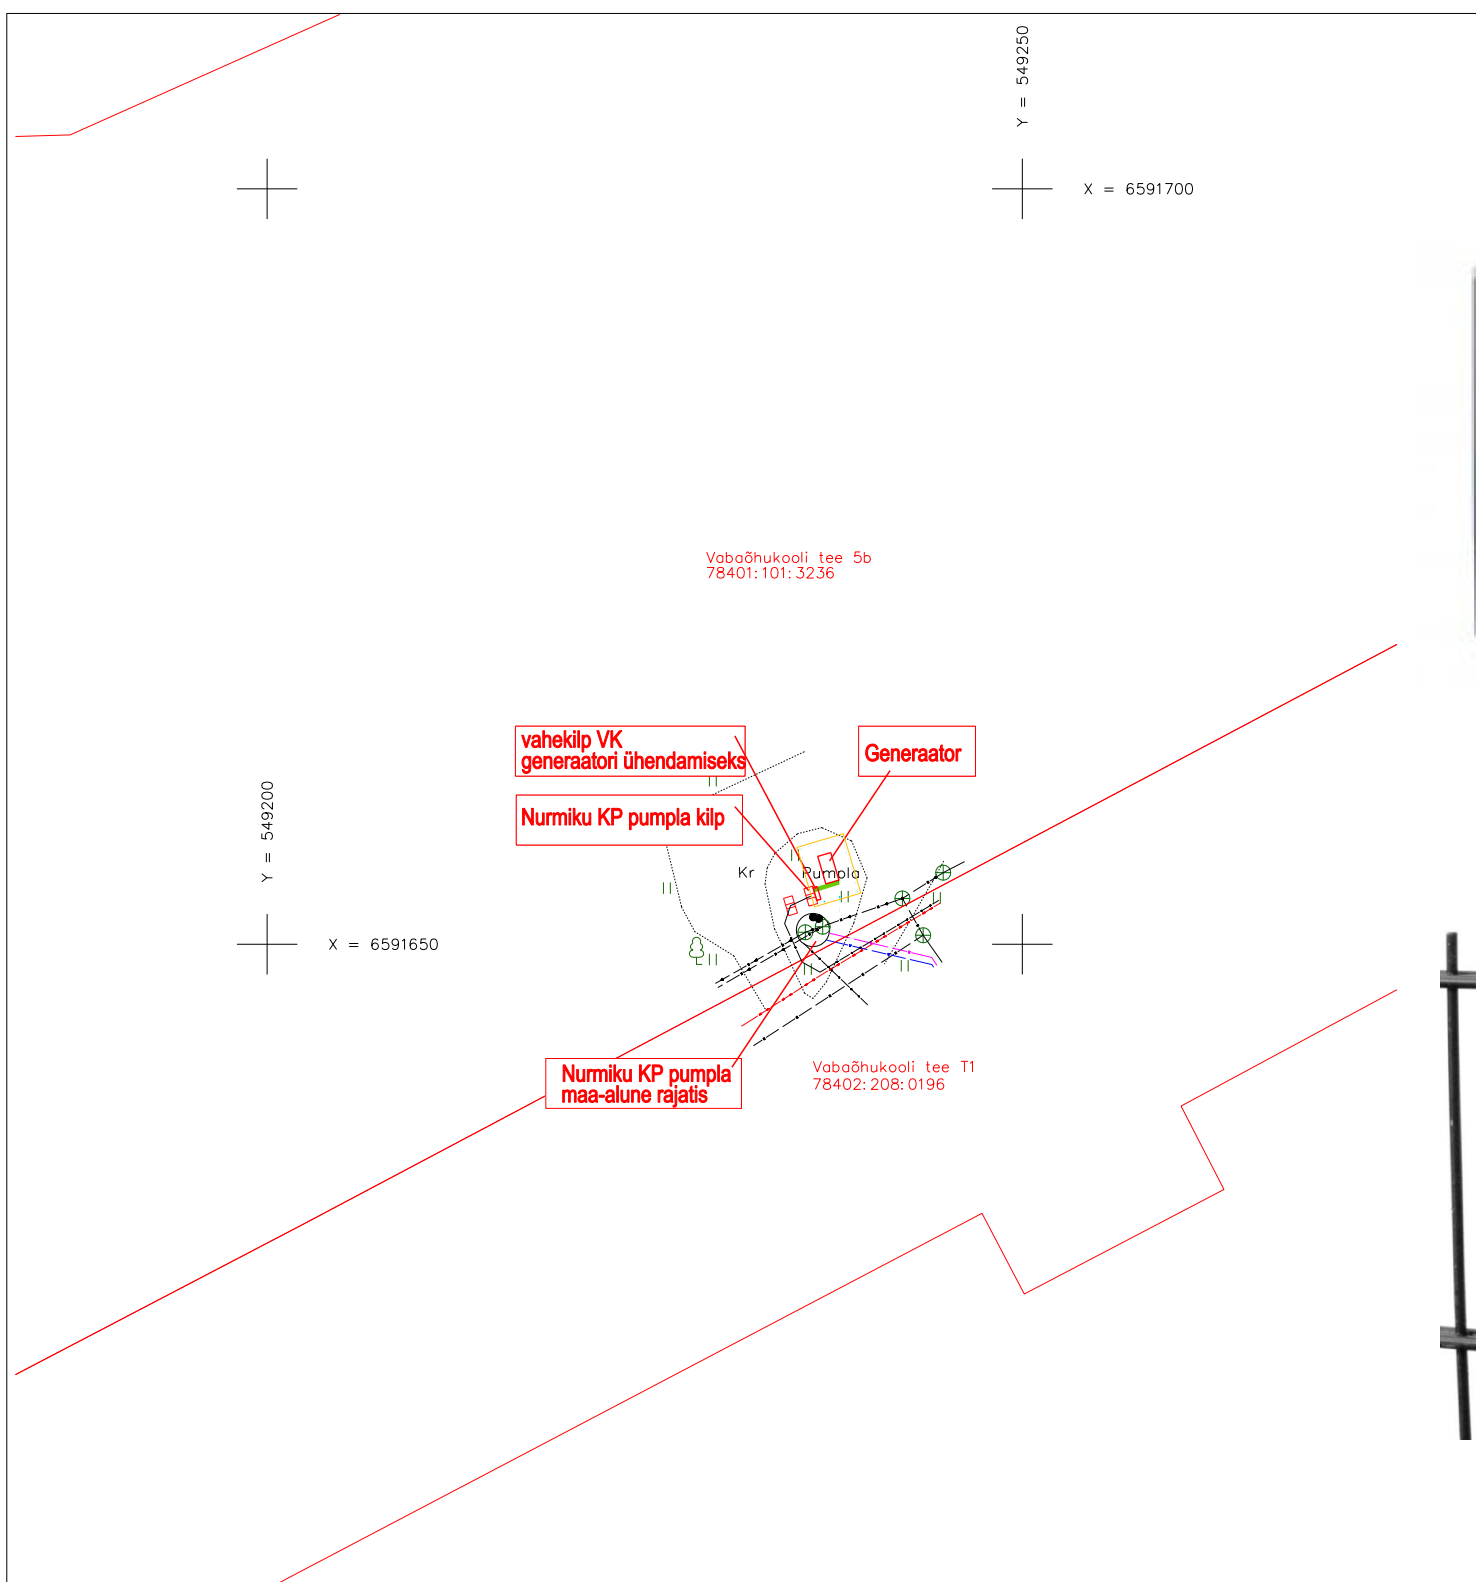 Y = 549250
X = 6591700
Vabaõhukooli tee 5b
78401:101:3236
vahekilp VK
generaatori ühendamiseks
Generaator
Nurmiku KP pumpla kilp
Y = 549200
Kr
Pumpla
X = 6591650
Nurmiku KP pumpla
maa-alune rajatis
Vabaõhukooli tee T1
78402:208:0196